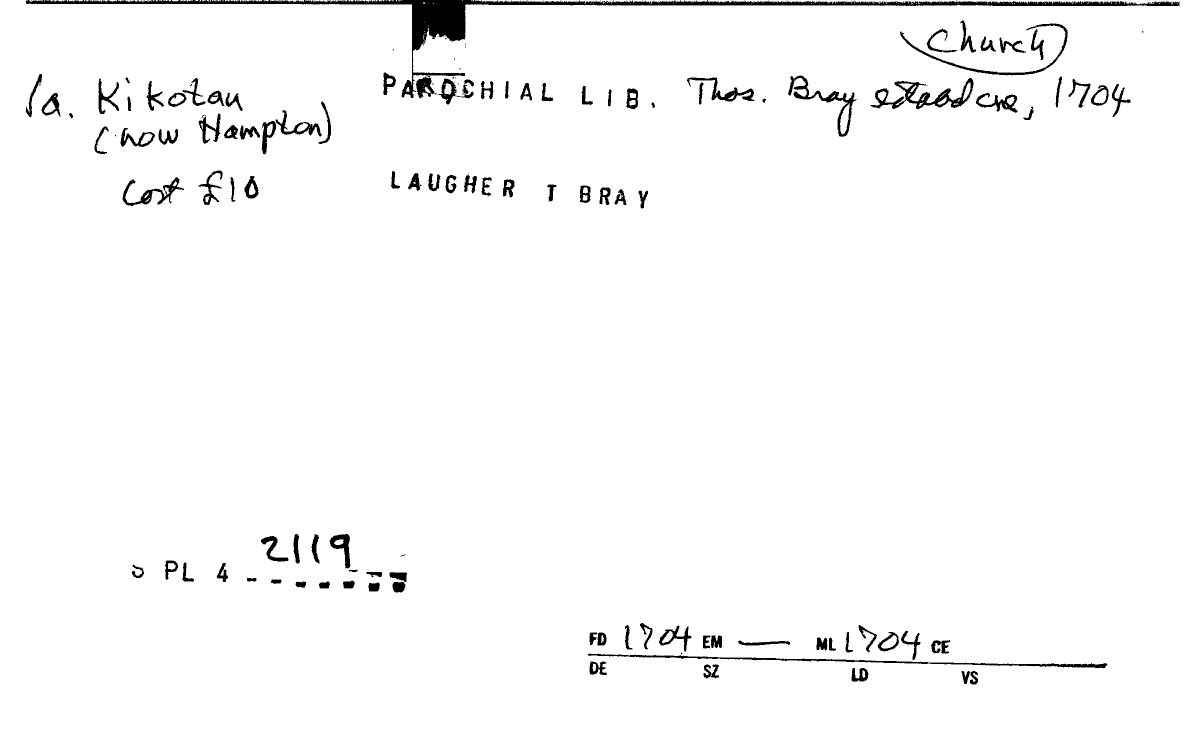 Church
Va. Kikotan PAROCHIAL LIB. Thos. Bray estabd one, 1704
(now Hampton)
Cost £10 LAUGHER T BRAY
PL 4 2119
FD 1704 EM — ML 1704 CE
DE SZ LD VS